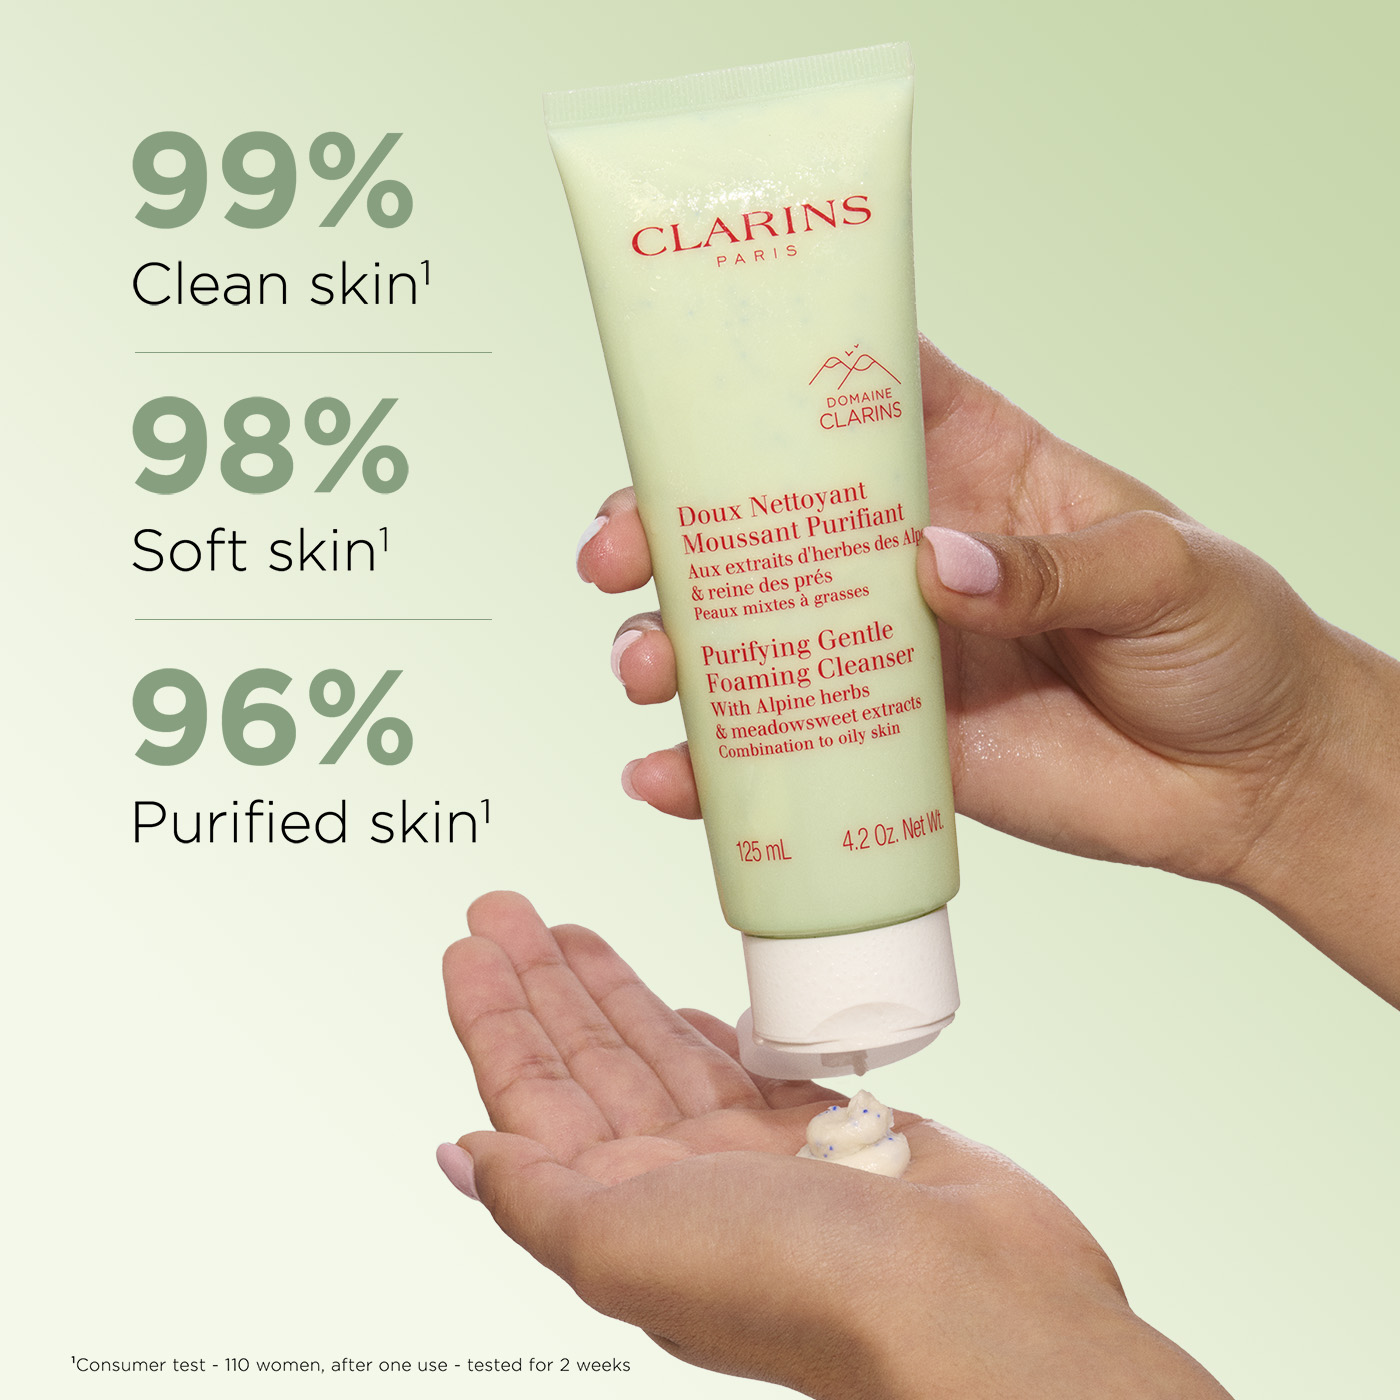 99%
Clean skin¹
98%
Soft skin¹
96%
Purified skin¹
CLARINS
PARIS
DOMAINE
CLARINS
Doux Nettoyant
Moussant Purifiant
Aux extraits d'herbes des Alp
& reine des prés
Peaux mixtes à grasses
Purifying Gentle
Foaming Cleanser
With Alpine herbs
& meadowsweet extracts
Combination to oily skin
125 mL 4.2 Oz. Net Wt.
¹Consumer test - 110 women, after one use - tested for 2 weeks